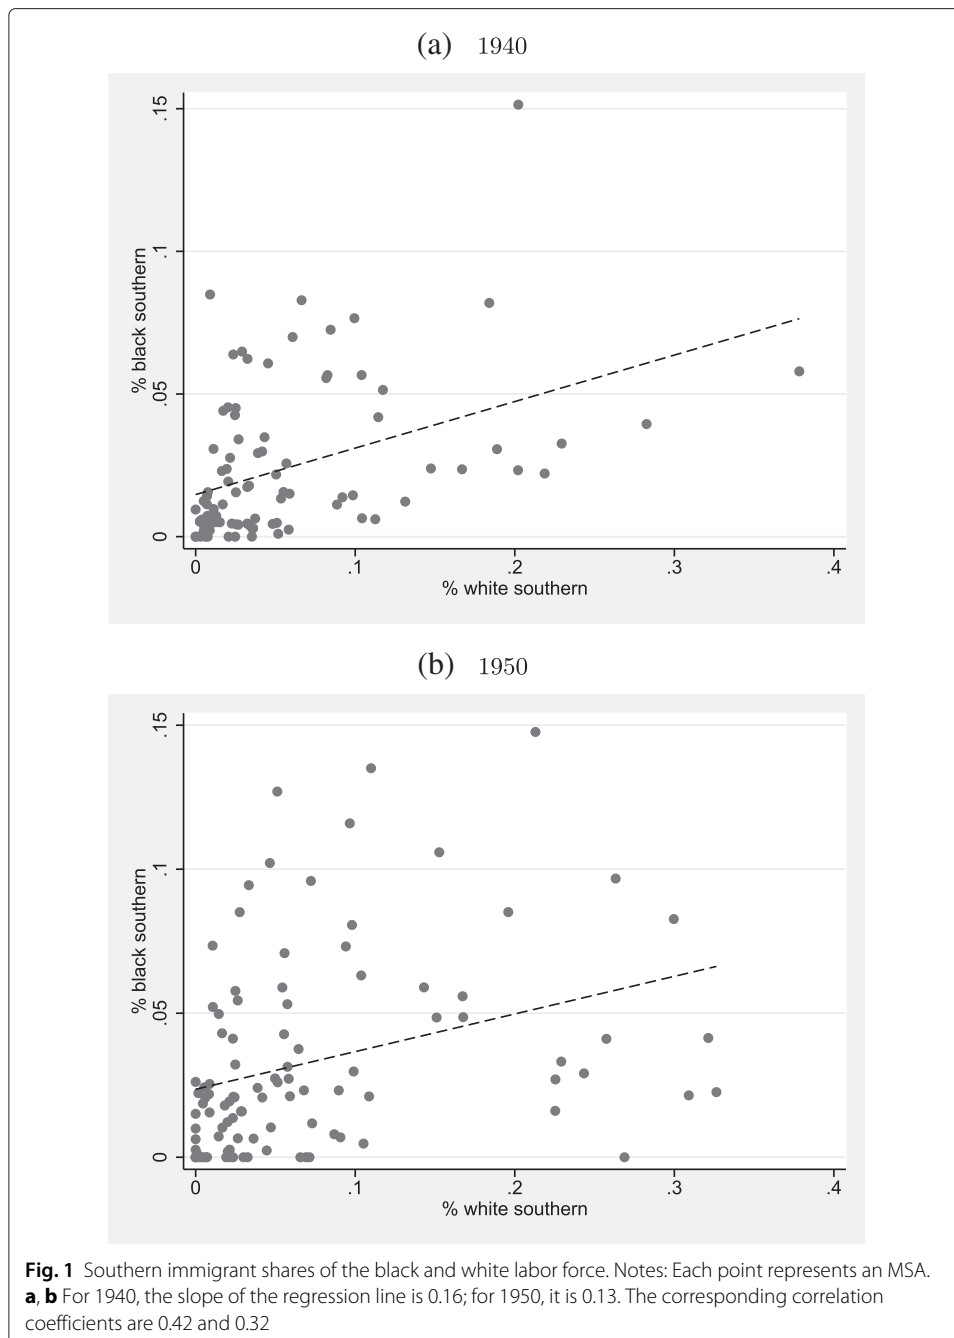 (a) 1940
.15
.1
.05
0
% black southern
0 .1 .2 .3 .4
% white southern
(b) 1950
.15
.1
.05
0
% black southern
0 .1 .2 .3 .4
% white southern
Fig. 1 Southern immigrant shares of the black and white labor force. Notes: Each point represents an MSA.
a, b For 1940, the slope of the regression line is 0.16; for 1950, it is 0.13. The corresponding correlation
coefficients are 0.42 and 0.32